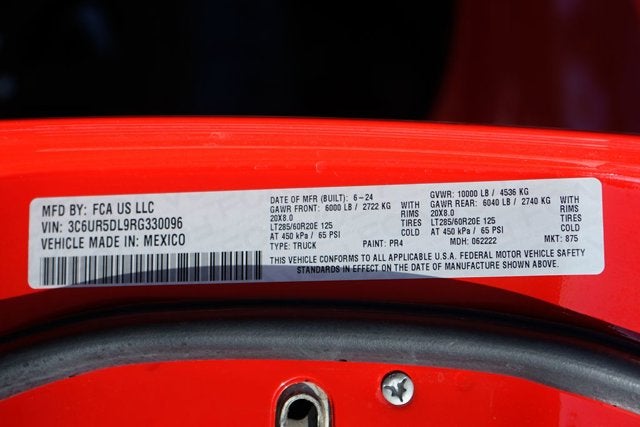 MFD BY: FCA US LLC
VIN: 3C6UR5DL9RG330096
VEHICLE MADE IN: MEXICO
DATE OF MFR (BUILT): 6-24
GAWR FRONT: 6000 LB / 2722 KG WITH
20X8.0 RIMS
LT285/60R20E 125 TIRES
AT 450 kPa / 65 PSI COLD
TYPE: TRUCK PAINT: PR4
GVWR: 10000 LB / 4536 KG
GAWR REAR: 6040 LB / 2740 KG WITH
20X8.0 RIMS
LT285/60R20E 125 TIRES
AT 450 kPa / 65 PSI COLD
MDH: 062222 MKT: 875
THIS VEHICLE CONFORMS TO ALL APPLICABLE U.S.A. FEDERAL MOTOR VEHICLE SAFETY
STANDARDS IN EFFECT ON THE DATE OF MANUFACTURE SHOWN ABOVE.